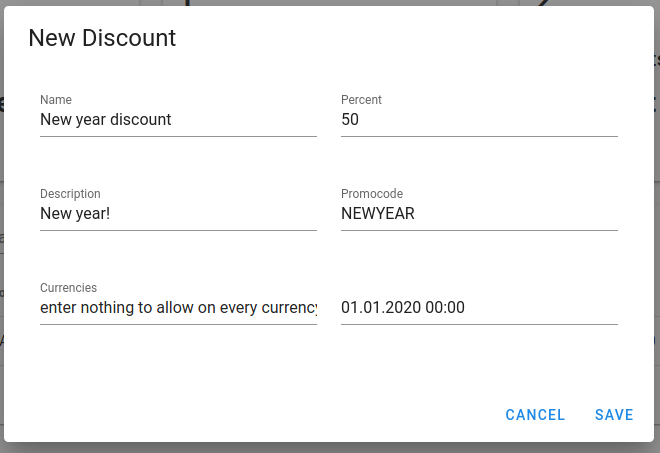 New Discount
Name
Percent
New year discount
50
Description
Promocode
New year!
NEWYEAR
Currencies
enter nothing to allow on every currency
01.01.2020 00:00
CANCEL
SAVE